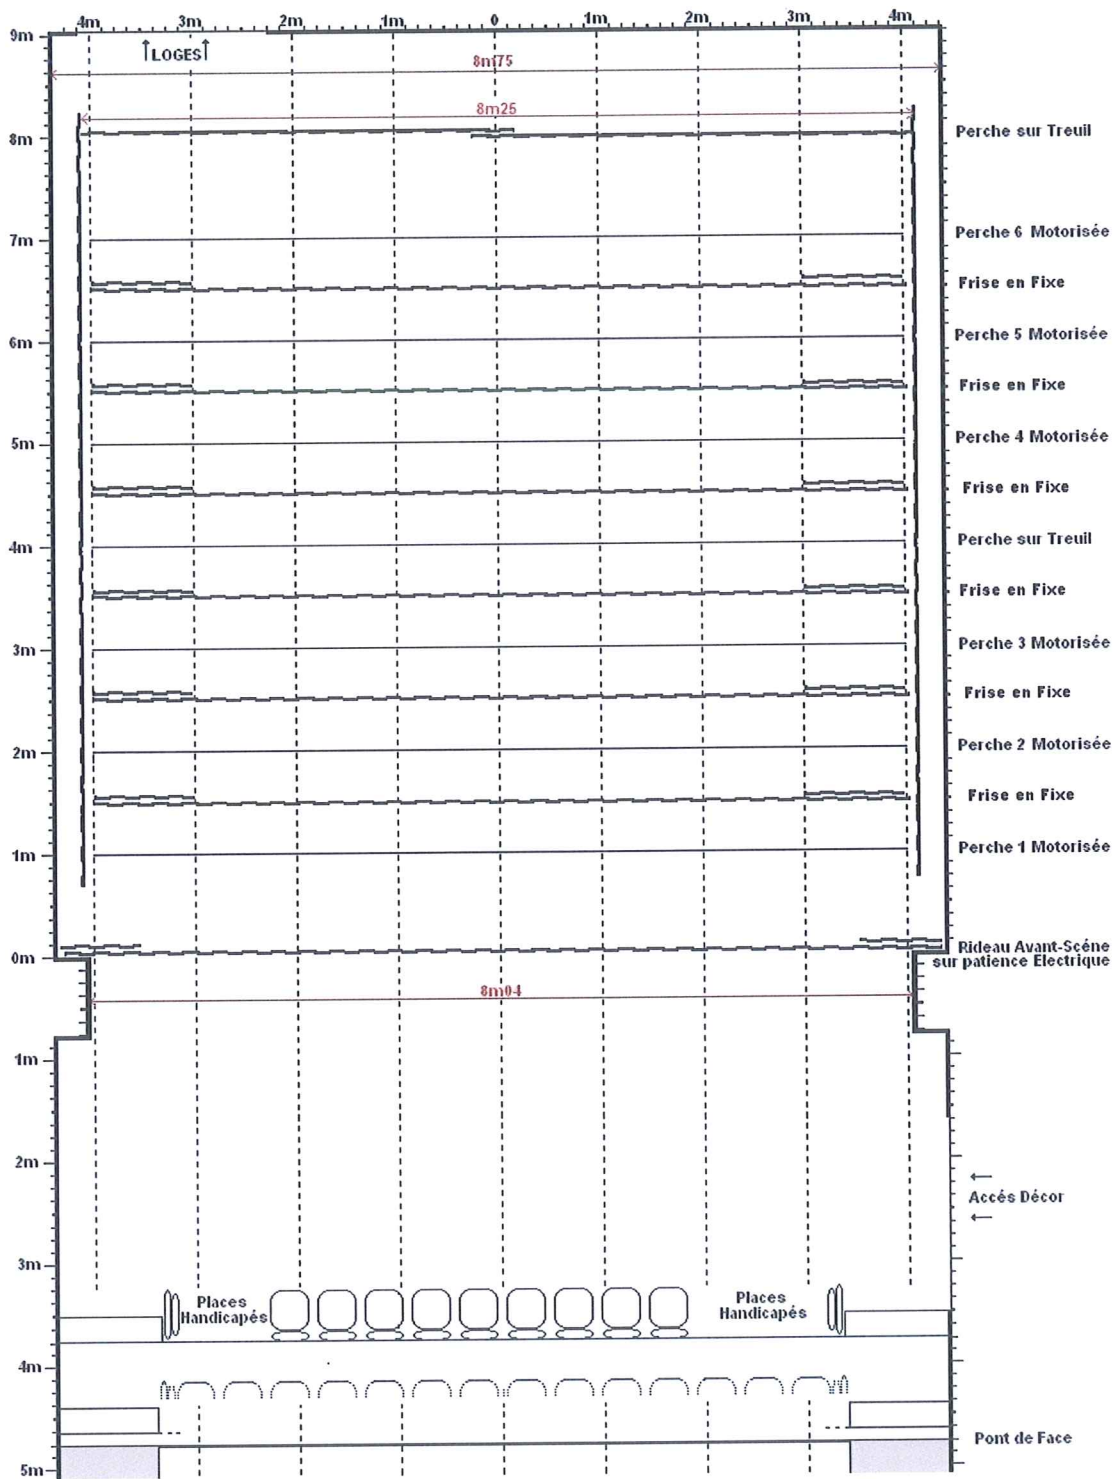 4m 3m 2m 1m 0 1m 2m 3m 4m
9m
↑LOGES↑
8m75
8m25
8m
Perche sur Treuil
7m
Perche 6 Motorisée
Frise en Fixe
6m
Perche 5 Motorisée
Frise en Fixe
5m
Perche 4 Motorisée
Frise en Fixe
4m
Perche sur Treuil
Frise en Fixe
3m
Perche 3 Motorisée
Frise en Fixe
2m
Perche 2 Motorisée
Frise en Fixe
1m
Perche 1 Motorisée
0m
Rideau Avant-Scéne
sur patience Electrique
8m04
1m
2m
←
Accés Décor
←
3m
Places
Handicapés
Places
Handicapés
4m
Pont de Face
5m